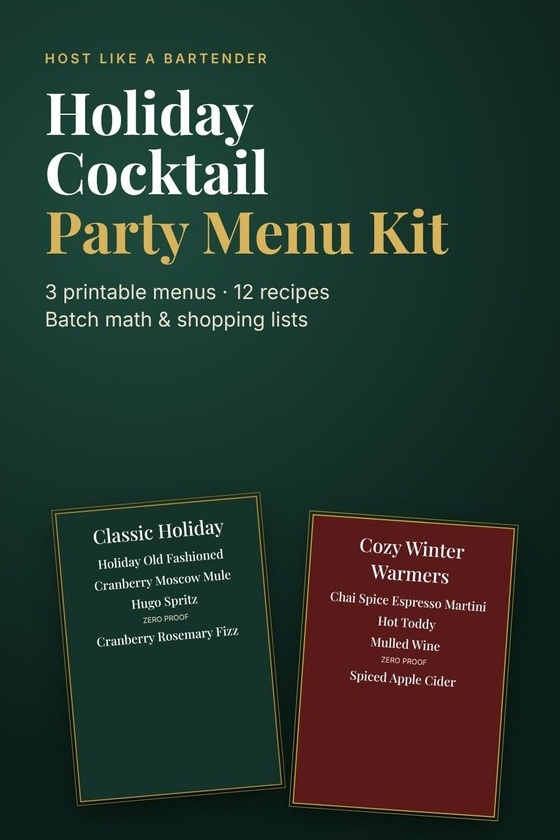 HOST LIKE A BARTENDER
Holiday
Cocktail
Party Menu Kit
3 printable menus · 12 recipes
Batch math & shopping lists
Classic Holiday
Holiday Old Fashioned
Cranberry Moscow Mule
Hugo Spritz
ZERO PROOF
Cranberry Rosemary Fizz
Cozy Winter
Warmers
Chai Spice Espresso Martini
Hot Toddy
Mulled Wine
ZERO PROOF
Spiced Apple Cider